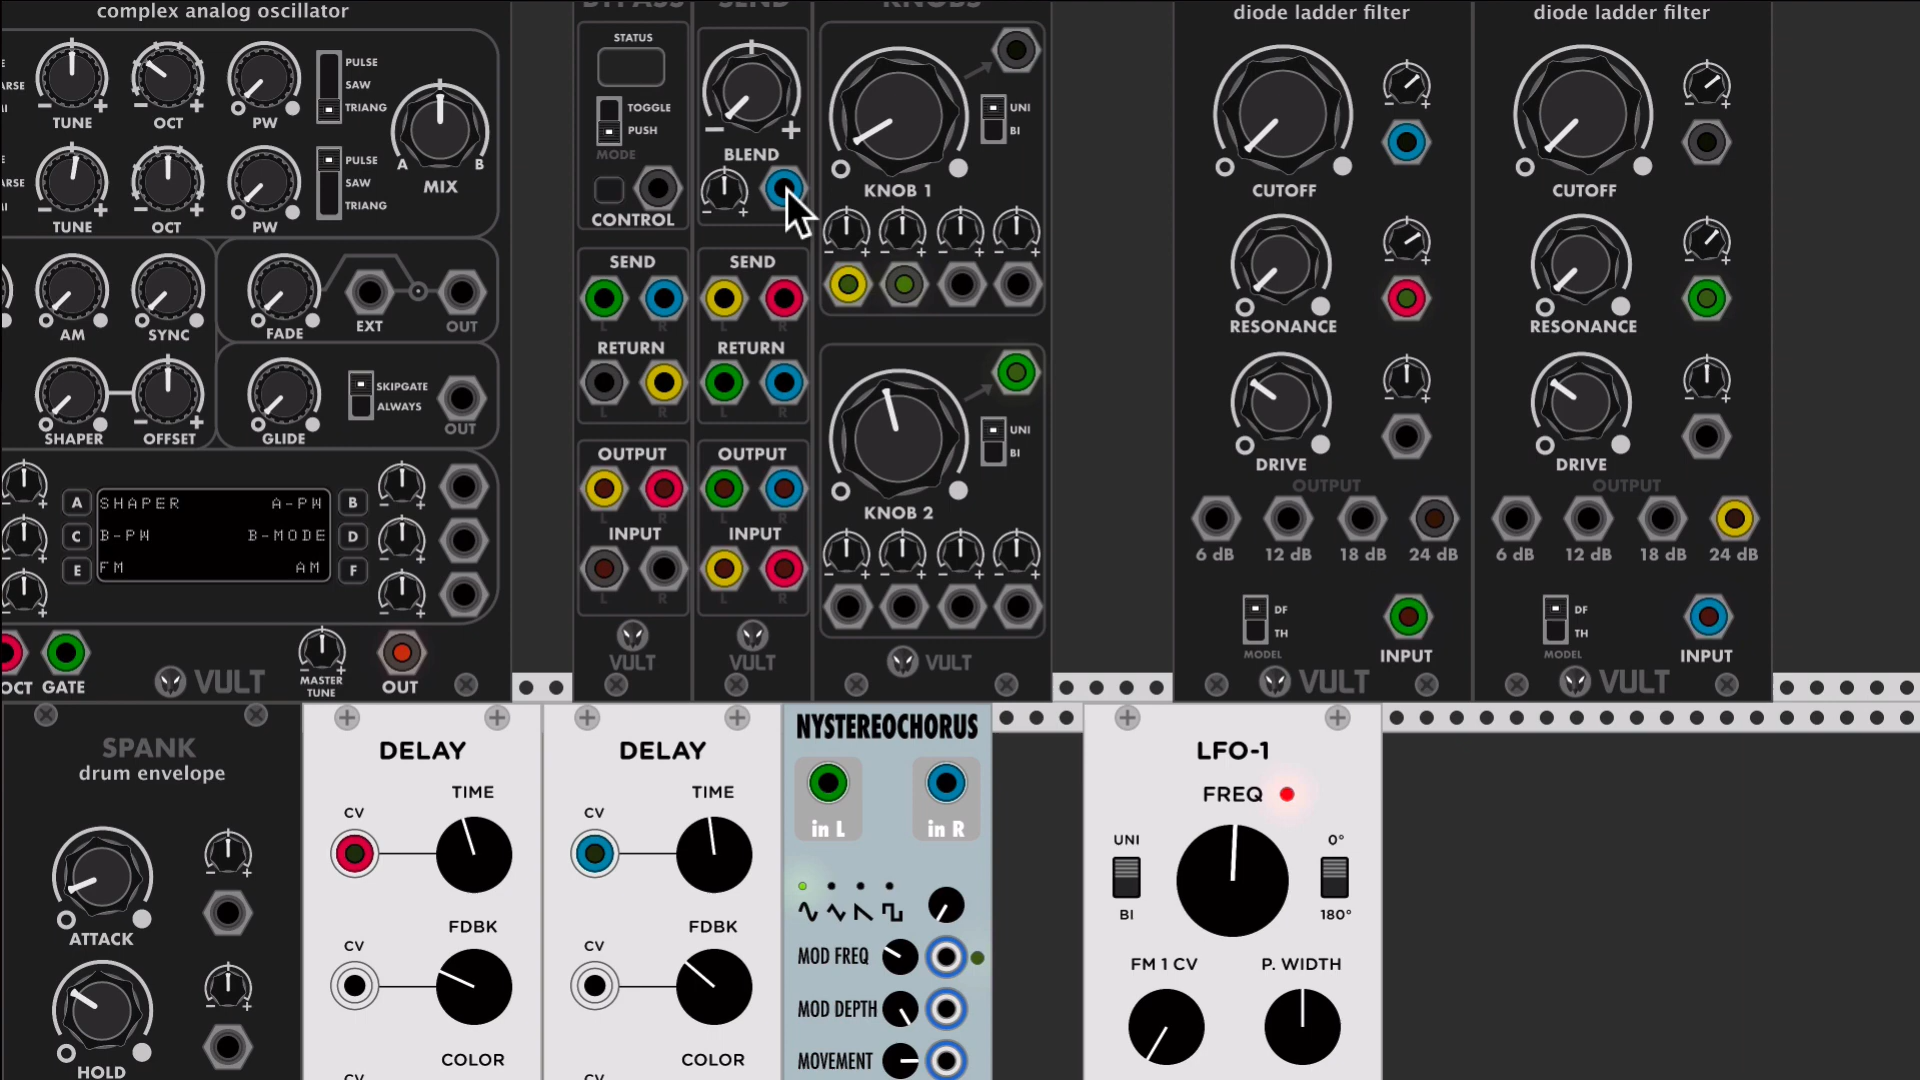 complex analog oscillator
TUNE OCT PW
PULSE
SAW
TRIANG
A MIX B
TUNE OCT PW
PULSE
SAW
TRIANG
AM SYNC FADE EXT OUT
SHAPER OFFSET GLIDE
SKIPGATE
ALWAYS
OUT
A SHAPER A-PW B
C B-PW B-MODE D
E FM AM F
OCT GATE VULT
MASTER
TUNE
OUT
BYPASS
STATUS
TOGGLE
PUSH
MODE
CONTROL
SEND
L R
RETURN
L R
OUTPUT
L R
INPUT
L R
VULT
SEND
BLEND
SEND
L R
RETURN
L R
OUTPUT
L R
INPUT
L R
VULT
KNOBS
UNI
BI
KNOB 1
UNI
BI
KNOB 2
VULT
diode ladder filter
CUTOFF
RESONANCE
DRIVE
OUTPUT
6 dB 12 dB 18 dB 24 dB
DF
TH
MODEL
INPUT
VULT
diode ladder filter
CUTOFF
RESONANCE
DRIVE
OUTPUT
6 dB 12 dB 18 dB 24 dB
DF
TH
MODEL
INPUT
VULT
SPANK
drum envelope
ATTACK
HOLD
DELAY
TIME
CV
FDBK
CV
COLOR
CV
DELAY
TIME
CV
FDBK
CV
COLOR
CV
NYSTEREOCHORUS
in L in R
MOD FREQ
MOD DEPTH
MOVEMENT
LFO-1
FREQ
UNI 0°
BI 180°
FM 1 CV P. WIDTH